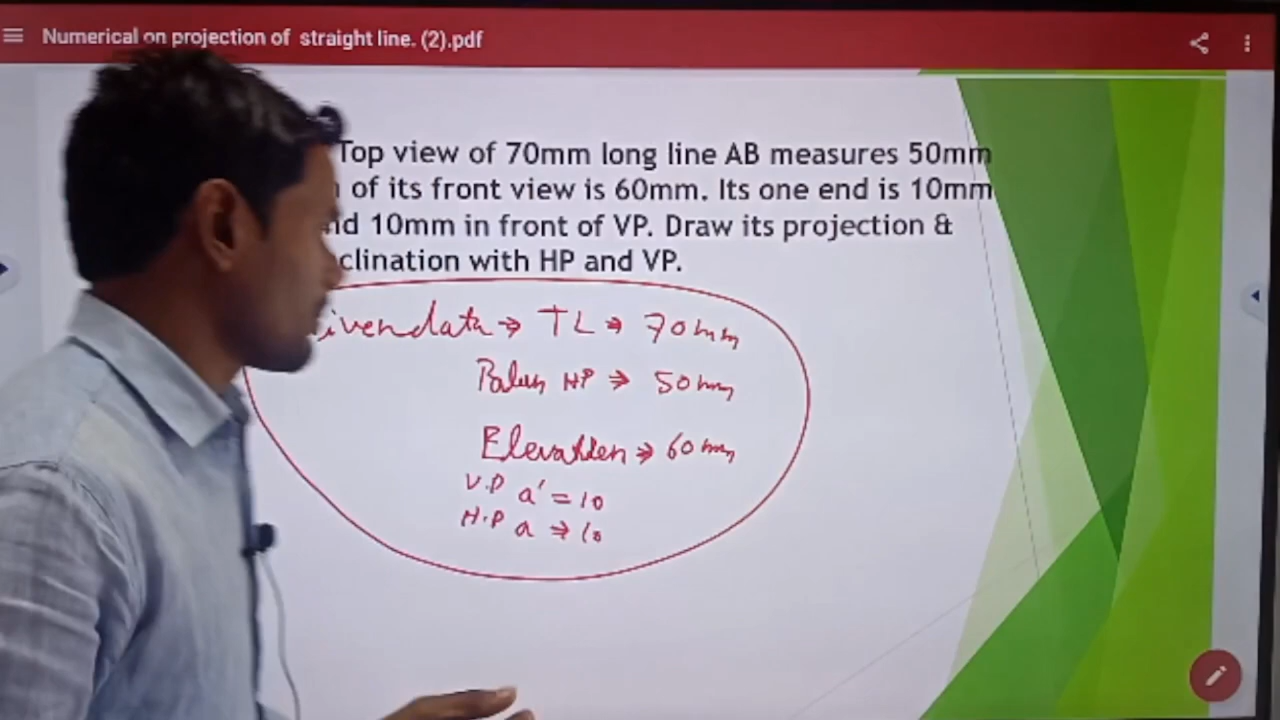 Numerical on projection of straight line. (2).pdf
Top view of 70mm long line AB measures 50mm
of its front view is 60mm. Its one end is 10mm
nd 10mm in front of VP. Draw its projection &
clination with HP and VP.
iven data → TL → 70mm
HP → 50mm
Elevation → 60mm
V.P a' = 10
H.P a → 10